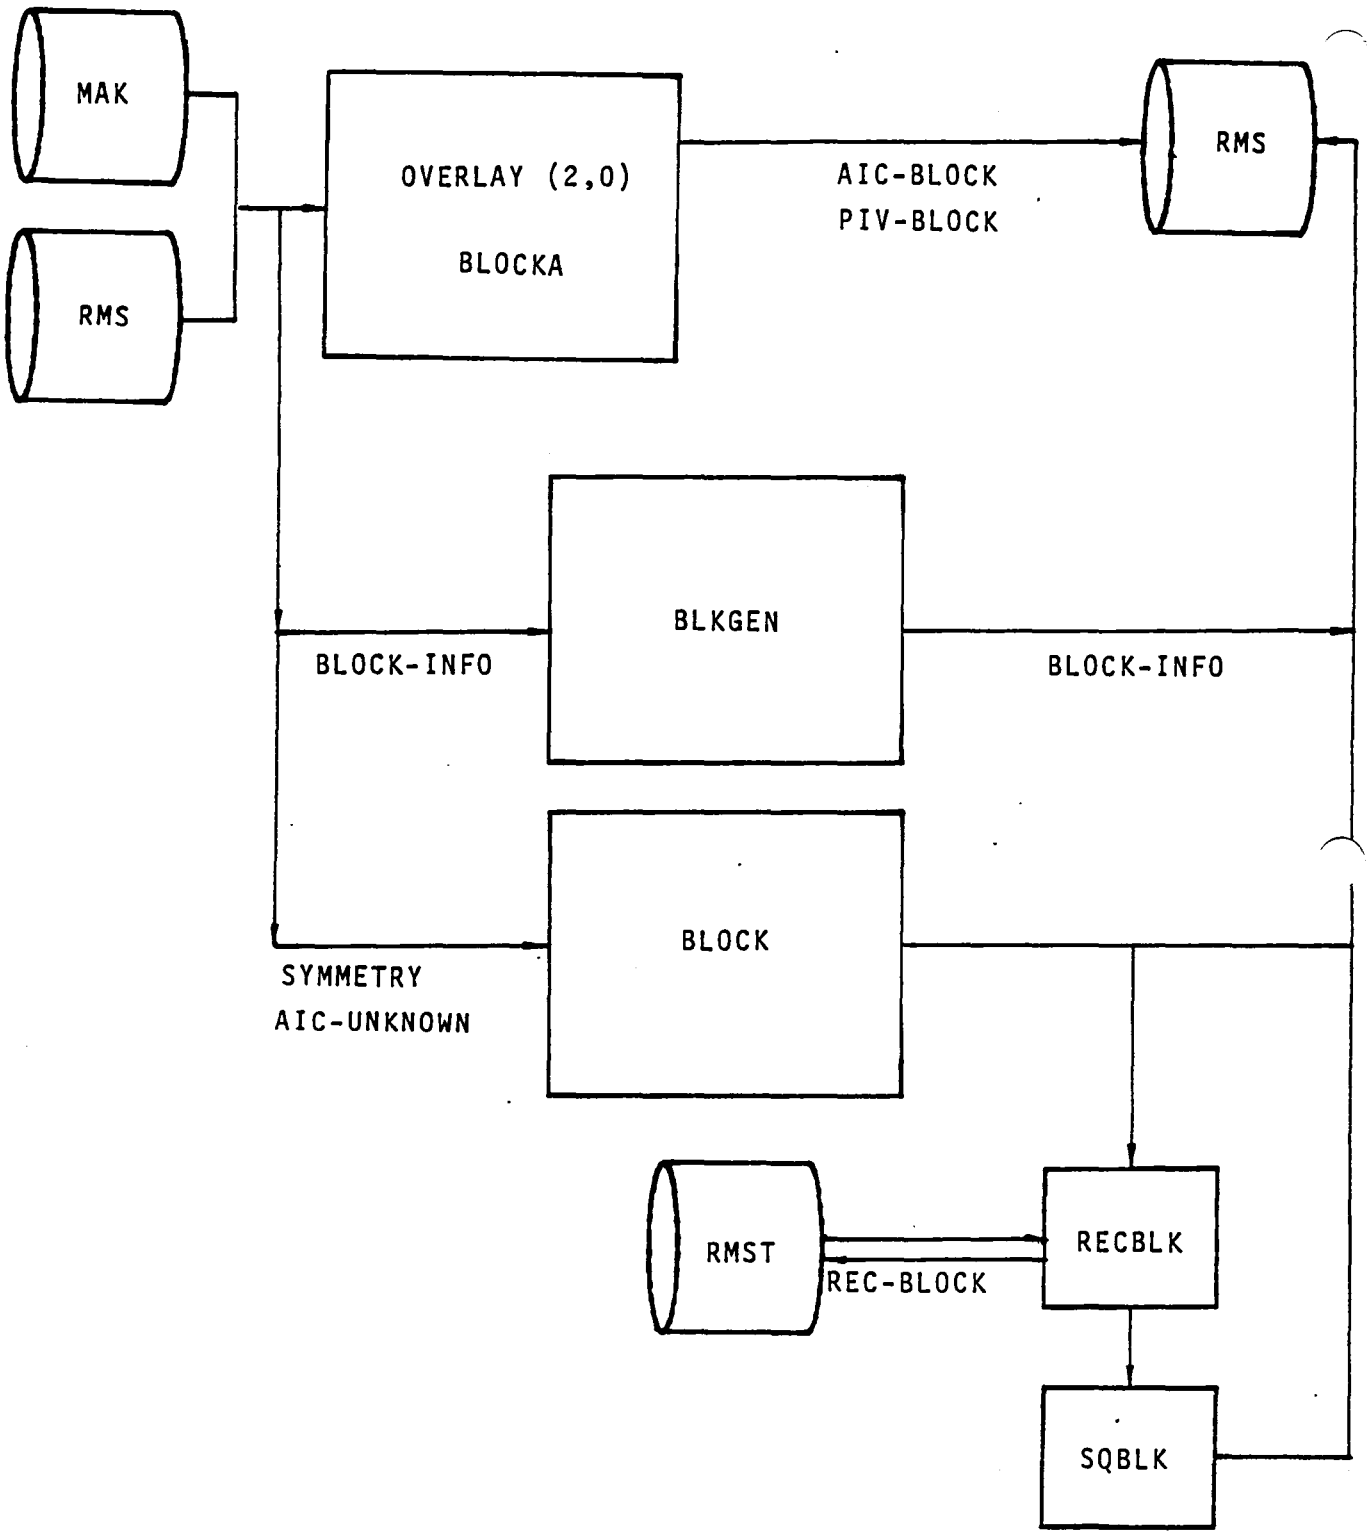 MAK
OVERLAY (2,0)
BLOCKA
RMS
AIC-BLOCK
PIV-BLOCK
RMS
BLKGEN
BLOCK-INFO
BLOCK-INFO
BLOCK
SYMMETRY
AIC-UNKNOWN
RMST
RECBLK
REC-BLOCK
SQBLK